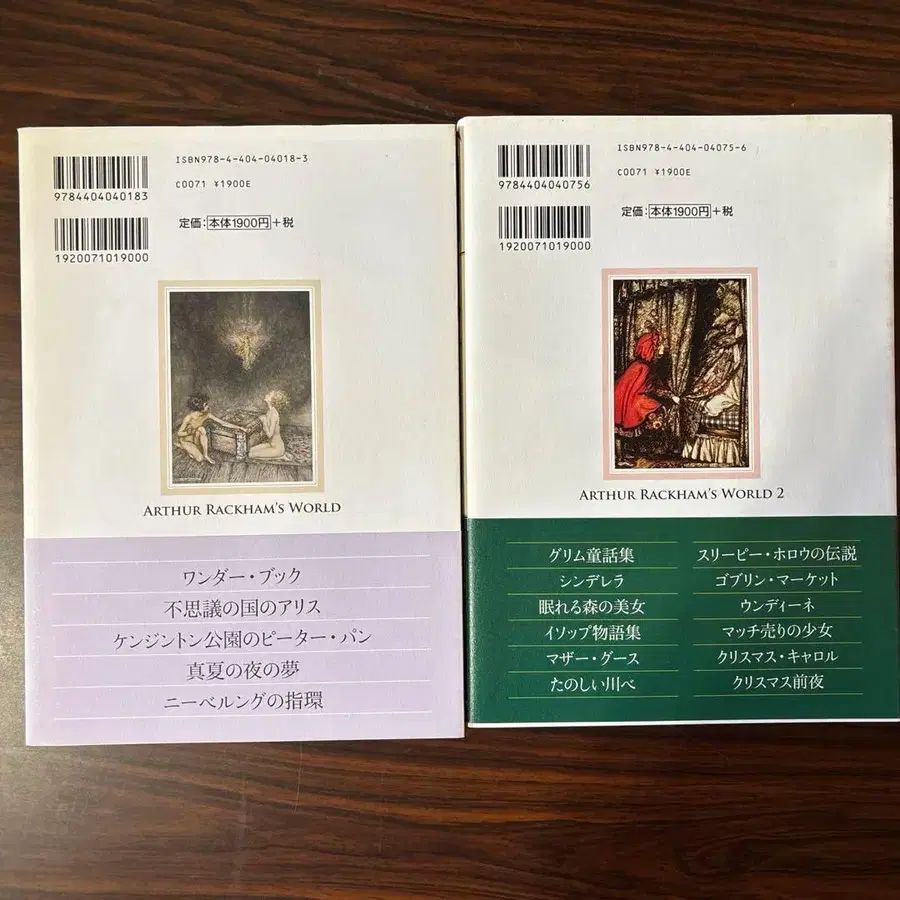 ISBN978-4-404-04018-3
9784404040183
C0071 ¥1900E
定価：本体1900円＋税
1920071019000
ARTHUR RACKHAM'S WORLD
ワンダー・ブック
不思議の国のアリス
ケンジントン公園のピーター・パン
真夏の夜の夢
ニーベルングの指環
ISBN978-4-404-04075-6
9784404040756
C0071 ¥1900E
定価：本体1900円＋税
1920071019000
ARTHUR RACKHAM'S WORLD 2
グリム童話集
シンデレラ
眠れる森の美女
イソップ物語集
マザー・グース
たのしい川べ
スリーピー・ホロウの伝説
ゴブリン・マーケット
ウンディーネ
マッチ売りの少女
クリスマス・キャロル
クリスマス前夜